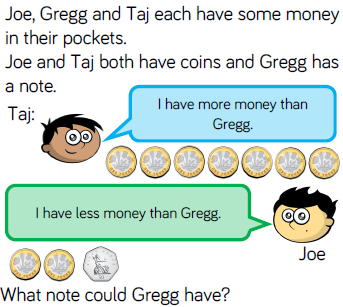 Joe, Gregg and Taj each have some money
in their pockets.
Joe and Taj both have coins and Gregg has
a note.
Taj:
I have more money than
Gregg.
I have less money than Gregg.
Joe
What note could Gregg have?